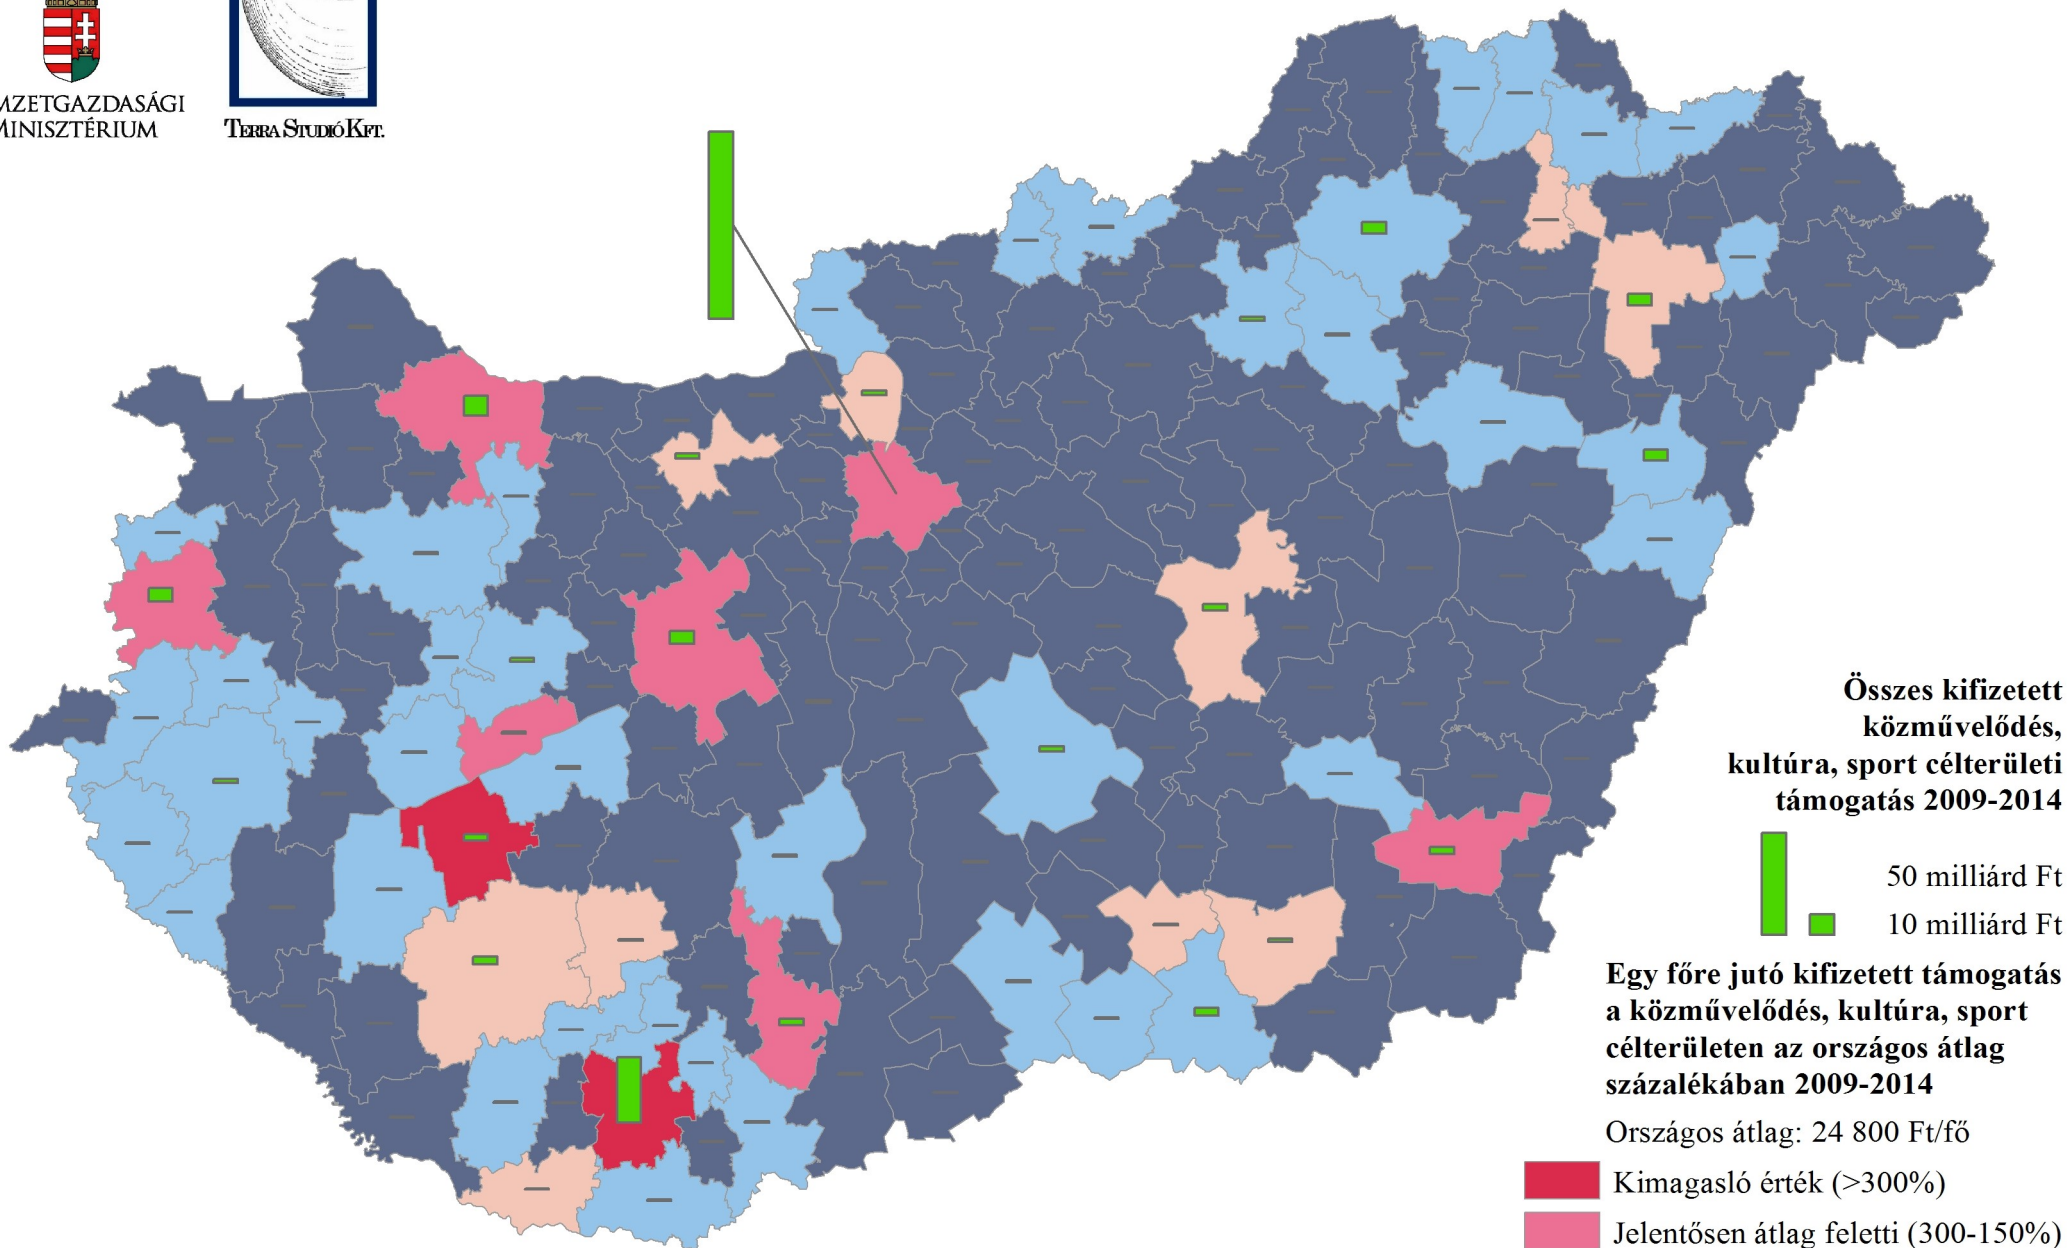 MZETGAZDASÁGI
MINISZTÉRIUM
TERRA STUDIÓ KFT.
Összes kifizetett
közművelődés,
kultúra, sport célterületi
támogatás 2009-2014
50 milliárd Ft
10 milliárd Ft
Egy főre jutó kifizetett támogatás
a közművelődés, kultúra, sport
célterületen az országos átlag
százalékában 2009-2014
Országos átlag: 24 800 Ft/fő
Kimagasló érték (>300%)
Jelentősen átlag feletti (300-150%)